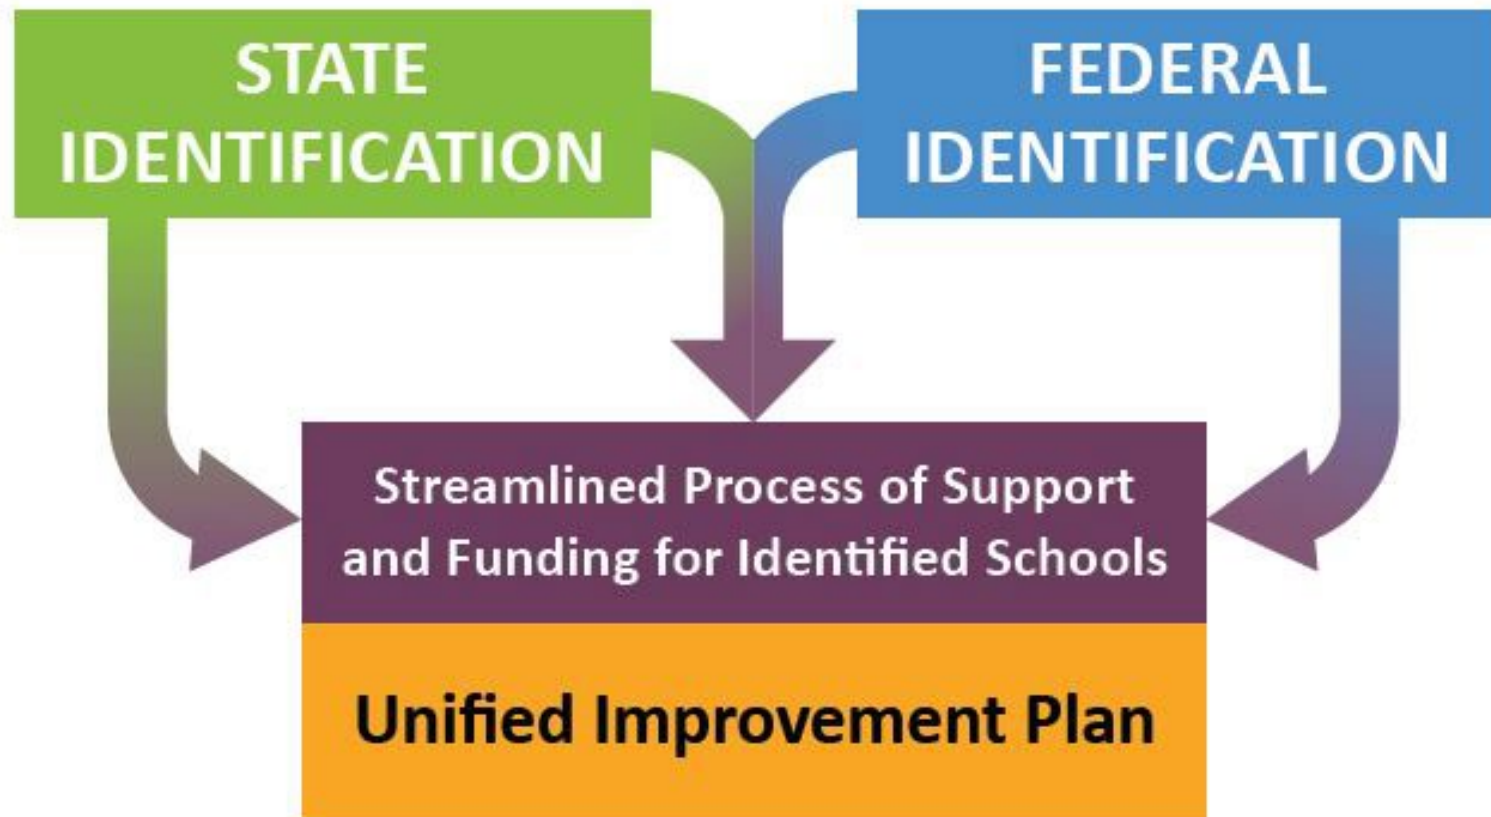 STATE
IDENTIFICATION
FEDERAL
IDENTIFICATION
Streamlined Process of Support
and Funding for Identified Schools
Unified Improvement Plan